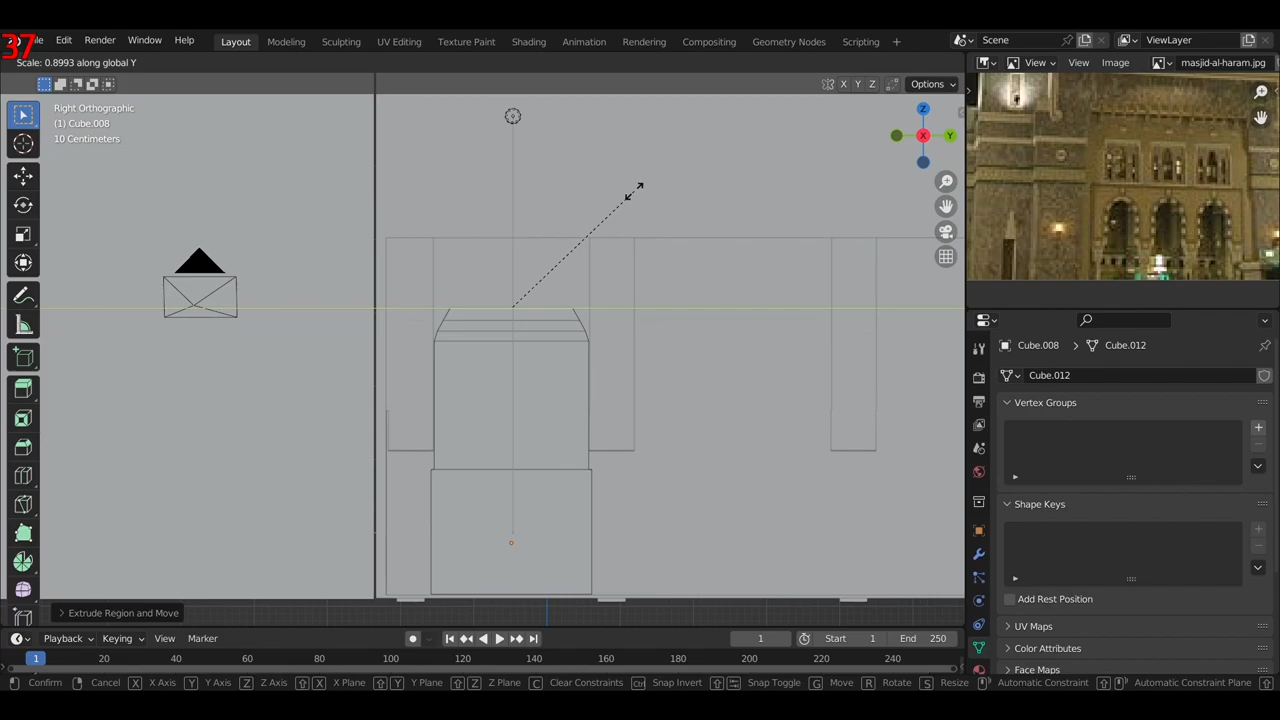 37
File Edit Render Window Help Layout Modeling Sculpting UV Editing Texture Paint Shading Animation Rendering Compositing Geometry Nodes Scripting + Scene ViewLayer
Scale: 0.8993 along global Y
View View Image masjid-al-haram.jpg
X Y Z Options
Right Orthographic
(1) Cube.008
10 Centimeters
Z
X Y
Cube.008 > Cube.012
Cube.012
Vertex Groups
Shape Keys
Add Rest Position
Extrude Region and Move
UV Maps
Playback Keying View Marker 1 Start 1 End 250
Color Attributes
1 20 40 60 80 100 120 140 160 180 200 220 240
Face Maps
Confirm Cancel X X Axis Y Y Axis Z Z Axis X X Plane Y Y Plane Z Z Plane C Clear Constraints Ctrl Snap Invert Snap Toggle G Move R Rotate S Resize Automatic Constraint Automatic Constraint Plane